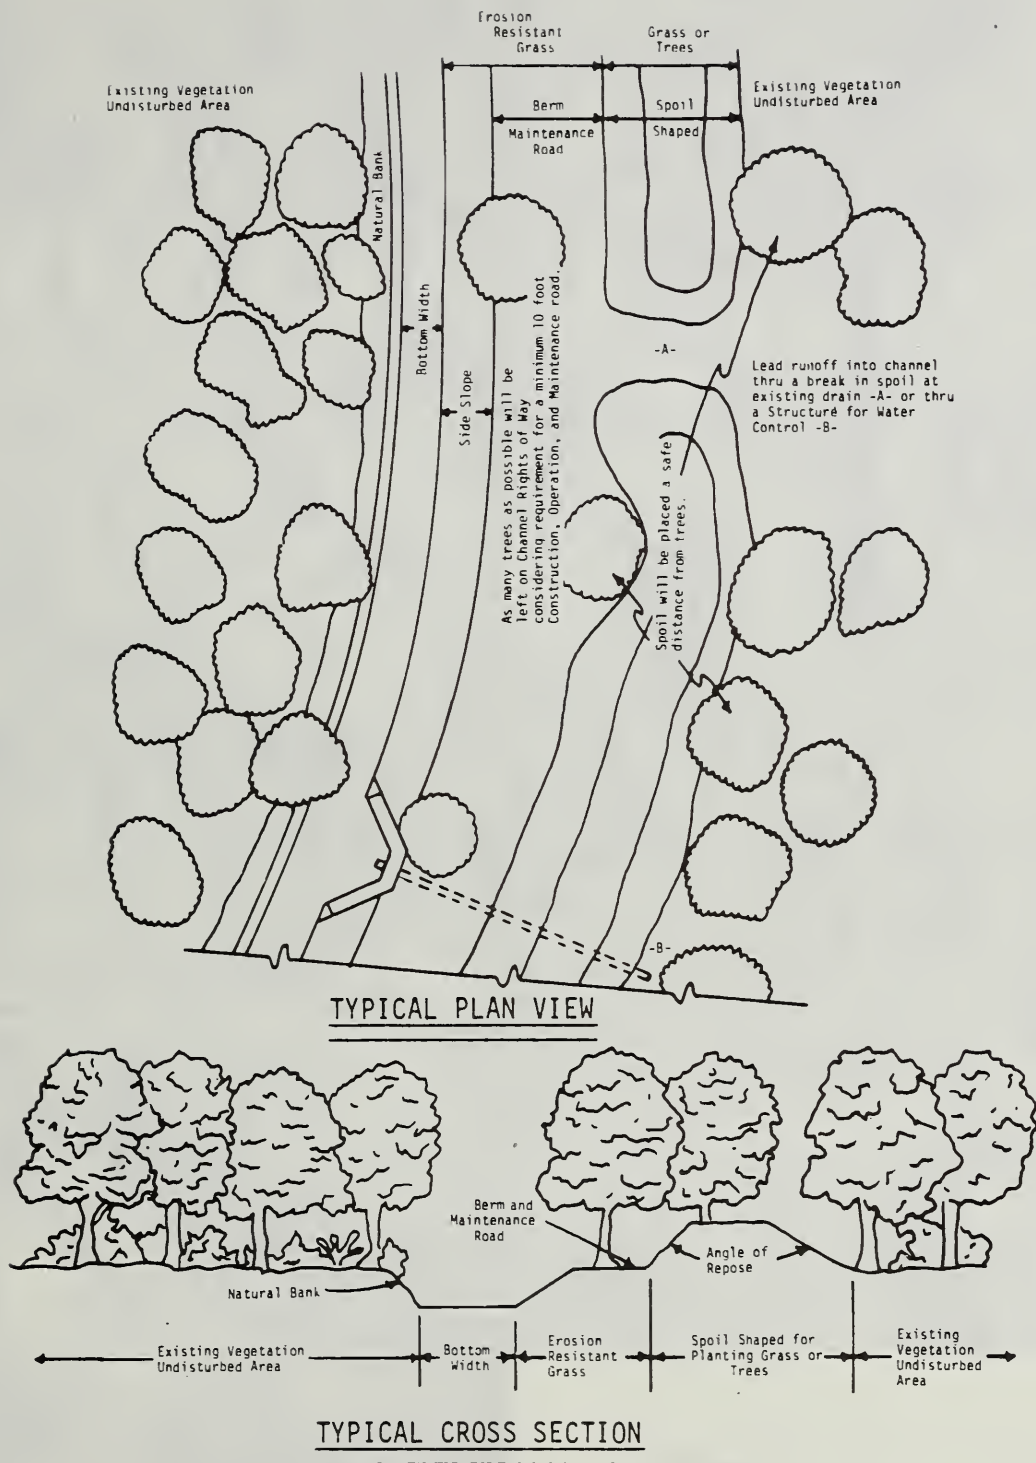 Erosion
Resistant
Grass
Grass or
Trees
Existing Vegetation
Undisturbed Area
Existing Vegetation
Undisturbed Area
Berm
Spoil
Maintenance
Road
Shaped
Natural Bank
Bottom Width
Side Slope
As many trees as possible will be
left on Channel Rights of Way
considering requirement for a minimum 10 foot
Construction, Operation, and Maintenance road.
-A-
Lead runoff into channel
thru a break in spoil at
existing drain -A- or thru
a Structure for Water
Control -B-
Spoil will be placed a safe
distance from trees.
-B-
TYPICAL PLAN VIEW
Berm and
Maintenance
Road
Angle of
Repose
Natural Bank
Existing Vegetation
Undisturbed Area
Bottom
Width
Erosion
Resistant
Grass
Spoil Shaped for
Planting Grass or
Trees
Existing
Vegetation
Undisturbed
Area
TYPICAL CROSS SECTION